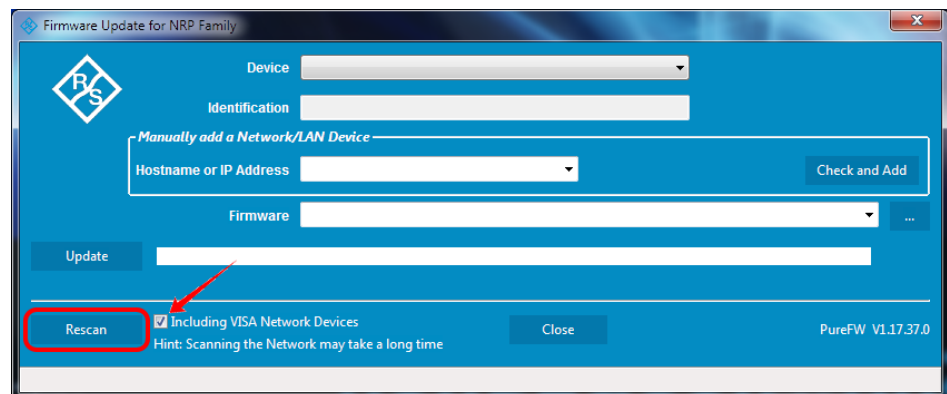 Firmware Update for NRP Family
R
&
S
Device
Identification
Manually add a Network/LAN Device
Hostname or IP Address
Check and Add
Firmware
...
Update
Rescan
Including VISA Network Devices
Hint: Scanning the Network may take a long time
Close
PureFW V1.17.37.0